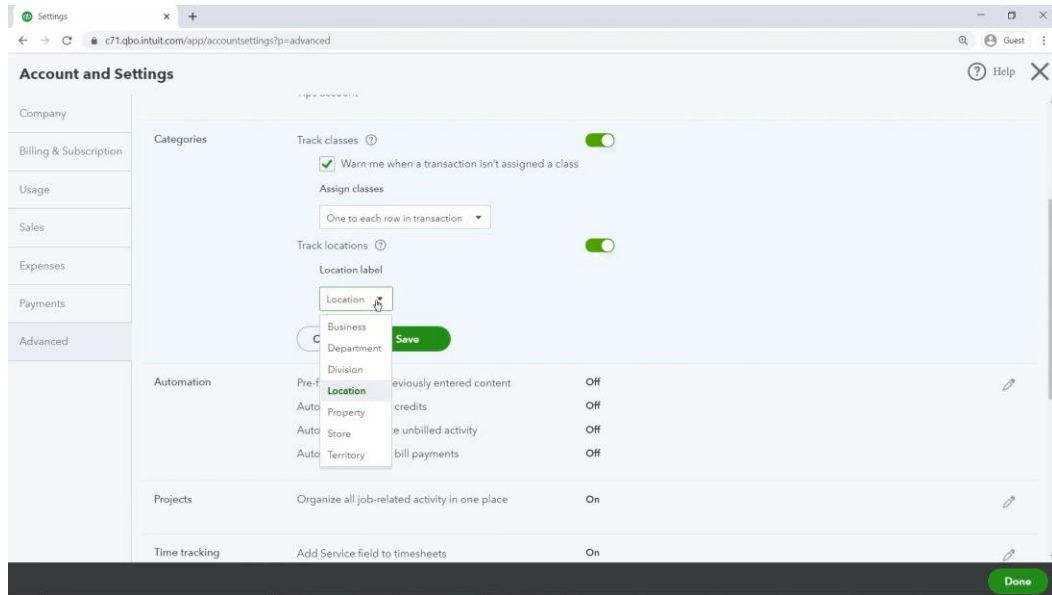 Settings
c71.qbo.intuit.com/app/accountsettings?p=advanced
Guest
Account and Settings
Help
Company
Billing & Subscription
Usage
Sales
Expenses
Payments
Advanced
Categories
Track classes
Warn me when a transaction isn't assigned a class
Assign classes
One to each row in transaction
Track locations
Location label
Location
Business
Department
Division
Location
Property
Store
Territory
C
Save
Automation
Pre-f eviously entered content Off
Auto credits Off
Auto e unbilled activity Off
Auto bill payments Off
Projects
Organize all job-related activity in one place On
Time tracking
Add Service field to timesheets On
Done